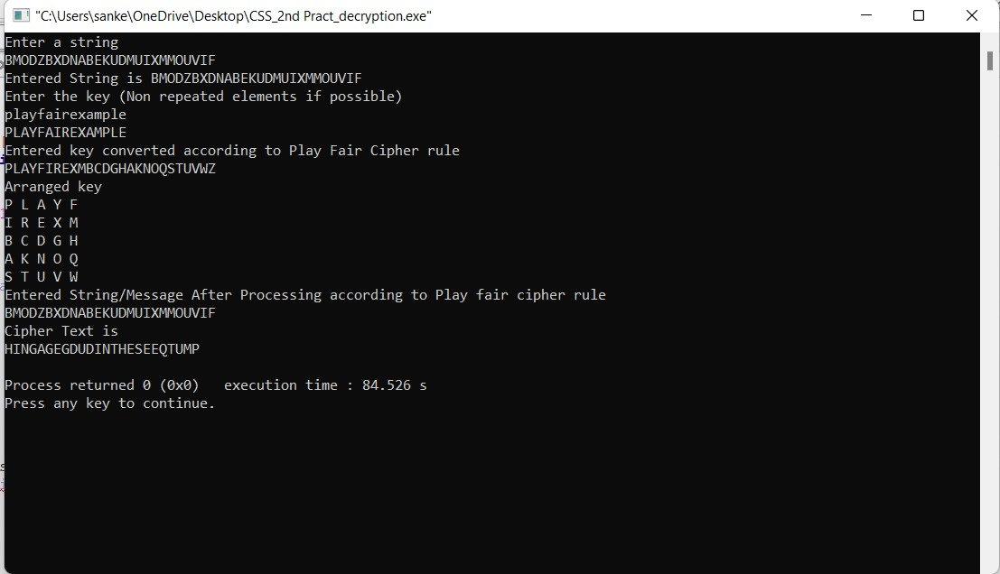 "C:\Users\sanke\OneDrive\Desktop\CSS_2nd Pract_decryption.exe"
Enter a string
BMODZBXDNABEKUDMUIXMMOUVIF
Entered String is BMODZBXDNABEKUDMUIXMMOUVIF
Enter the key (Non repeated elements if possible)
playfairexample
PLAYFAIREXAMPLE
Entered key converted according to Play Fair Cipher rule
PLAYFIREXMBCDGHAKNOQSTUVWZ
Arranged key
P L A Y F
I R E X M
B C D G H
A K N O Q
S T U V W
Entered String/Message After Processing according to Play fair cipher rule
BMODZBXDNABEKUDMUIXMMOUVIF
Cipher Text is
HINGAGEGDUDINTHESEEQTUMP
Process returned 0 (0x0)   execution time : 84.526 s
Press any key to continue.